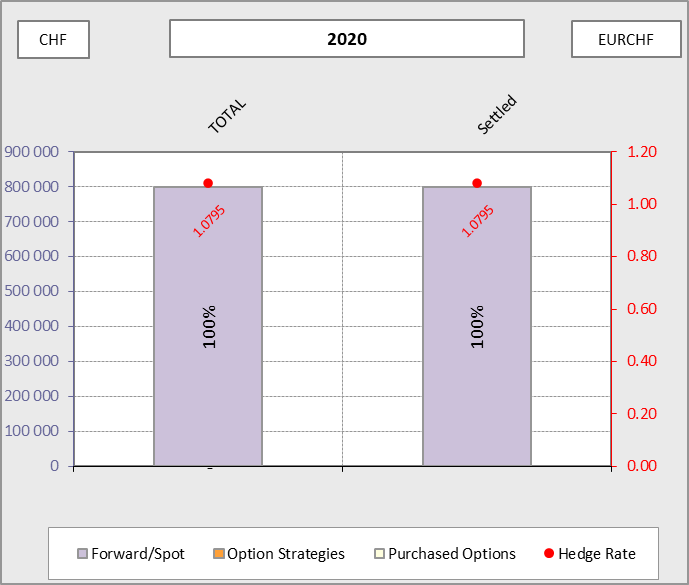 CHF 2020 EURCHF
TOTAL Settled
900 000 1.20
800 000 1.00
700 000 0.80
600 000 0.60
500 000 0.40
400 000 0.20
300 000 0.00
200 000
100 000
0
1.0795 1.0795
100% 100%
-
Forward/Spot Option Strategies Purchased Options Hedge Rate